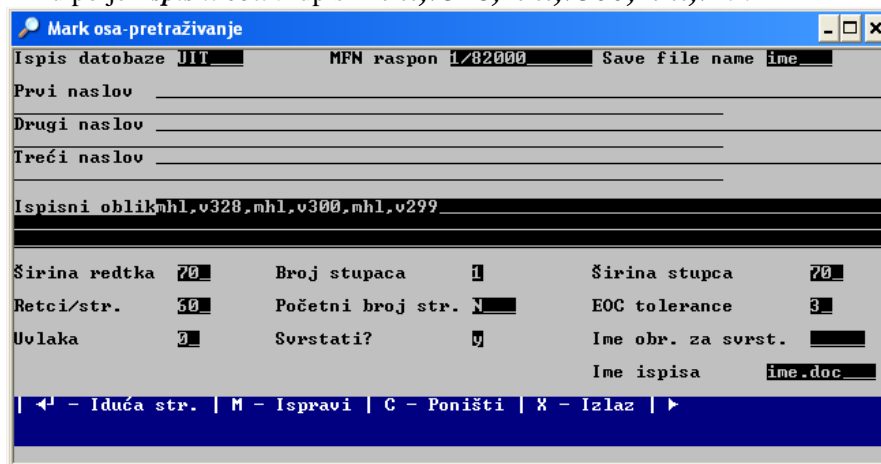 Mark osa-pretraživanje
Ispis datobaze UIT MFN raspon 1/82000 Save file name ime
Prvi naslov
Drugi naslov
Treći naslov
Ispisni oblikmhl,v328,mhl,v300,mhl,v299
Širina redtka 70 Broj stupaca 1 Širina stupca 70
Retci/str. 60 Početni broj str. N EOC tolerance 3
Uvlaka 0 Svrstati? y Ime obr. za svrst.
Ime ispisa ime.doc
| ◄┘ - Iduća str. | M - Ispravi | C - Poništi | X - Izlaz | ►